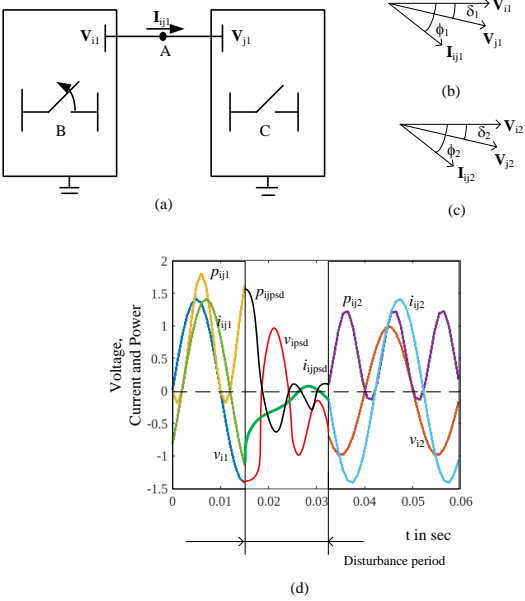 I_ij1
V_i1
V_j1
A
B
C
(a)
V_i1
δ_1
ϕ_1
V_j1
I_ij1
(b)
V_i2
δ_2
ϕ_2
V_j2
I_ij2
(c)
Voltage,
Current and Power
2
1.5
1
0.5
0
-0.5
-1
-1.5
p_ij1
i_ij1
v_i1
p_ijpsd
v_ipsd
i_ijpsd
p_ij2
i_ij2
v_i2
0 0.01 0.02 0.03 0.04 0.05 0.06
t in sec
Disturbance period
(d)